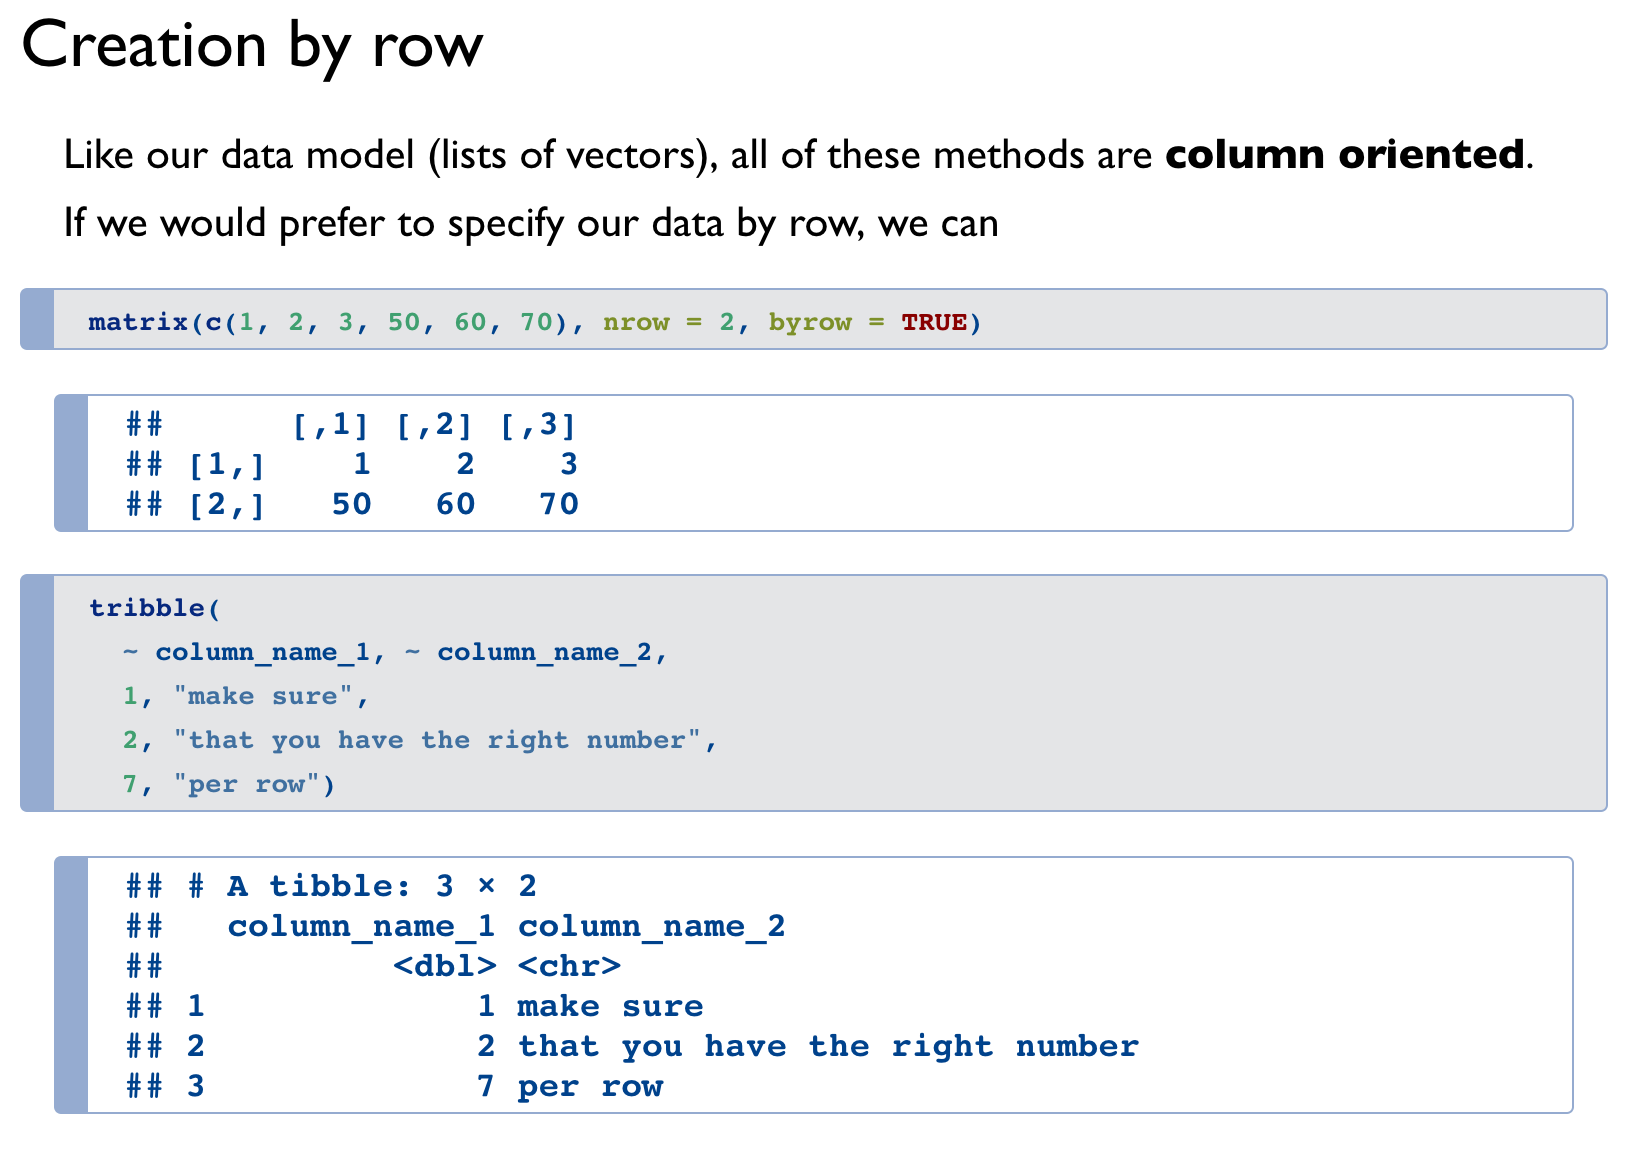 Creation by row
Like our data model (lists of vectors), all of these methods are column oriented.
If we would prefer to specify our data by row, we can
matrix(c(1, 2, 3, 50, 60, 70), nrow = 2, byrow = TRUE)
##      [,1] [,2] [,3]
## [1,]    1    2    3
## [2,]   50   60   70
tribble(
  ~ column_name_1, ~ column_name_2,
  1, "make sure",
  2, "that you have the right number",
  7, "per row")
## # A tibble: 3 × 2
##   column_name_1 column_name_2
##           <dbl> <chr>
## 1             1 make sure
## 2             2 that you have the right number
## 3             7 per row